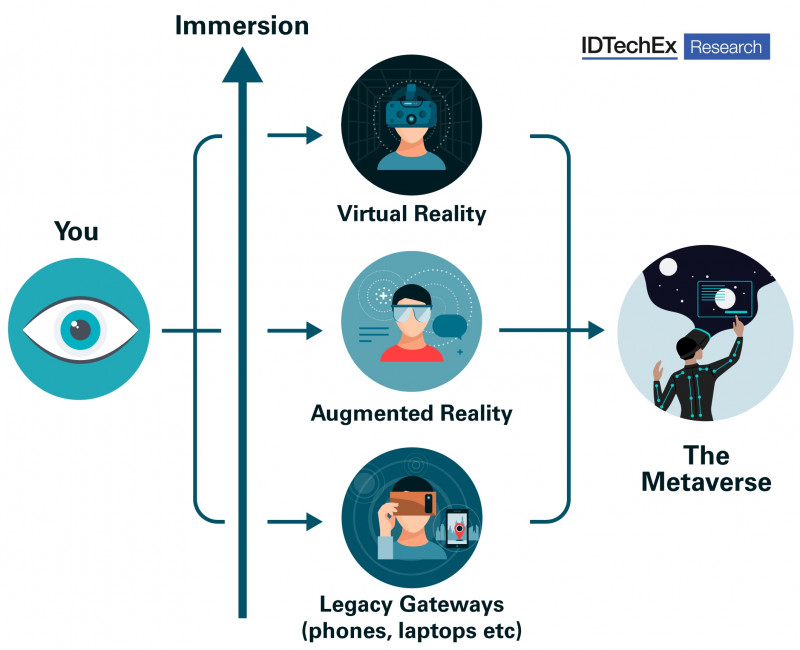 Immersion
IDTechEx Research
You
Virtual Reality
Augmented Reality
The
Metaverse
Legacy Gateways
(phones, laptops etc)